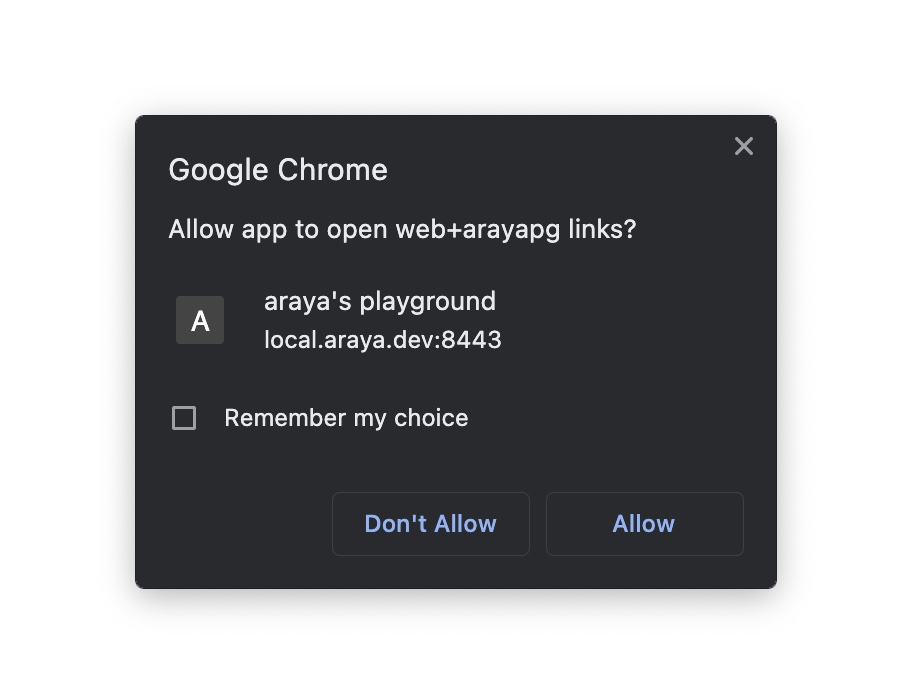 Google Chrome
Allow app to open web+arayapg links?
A
araya's playground
local.araya.dev:8443
Remember my choice
Don't Allow
Allow